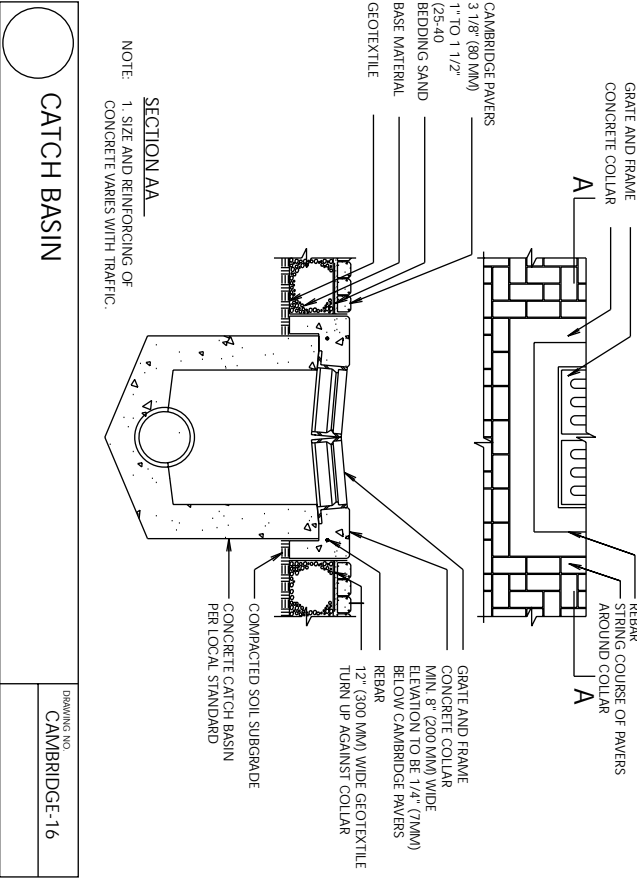 GRATE AND FRAME
CONCRETE COLLAR
A
A
REBAR
STRING COURSE OF PAVERS
AROUND COLLAR
CAMBRIDGE PAVERS
3 1/8" (80 MM)
1" TO 1 1/2"
(25-40
BEDDING SAND
BASE MATERIAL
GEOTEXTILE
GRATE AND FRAME
CONCRETE COLLAR
MIN. 8" (200 MM) WIDE
ELEVATION TO BE 1/4" (7MM)
BELOW CAMBRIDGE PAVERS
REBAR
12" (300 MM) WIDE GEOTEXTILE
TURN UP AGAINST COLLAR
COMPACTED SOIL SUBGRADE
CONCRETE CATCH BASIN
PER LOCAL STANDARD
SECTION AA
NOTE: 1. SIZE AND REINFORCING OF
CONCRETE VARIES WITH TRAFFIC.
CATCH BASIN
DRAWING NO.
CAMBRIDGE-16